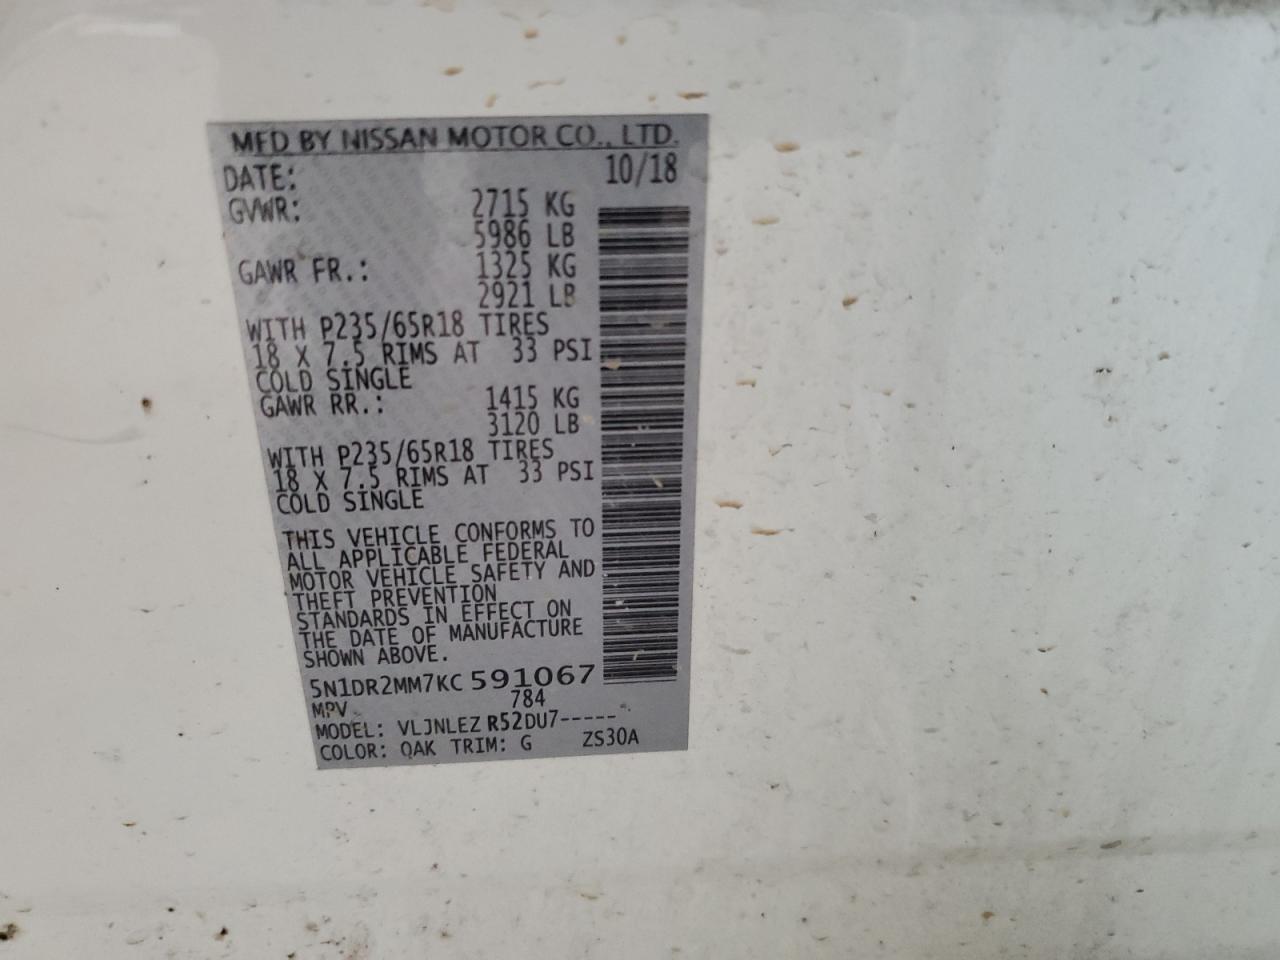 MFD BY NISSAN MOTOR CO., LTD.
DATE: 10/18
GVWR: 2715 KG
5986 LB
GAWR FR.: 1325 KG
2921 LB
WITH P235/65R18 TIRES
18 X 7.5 RIMS AT 33 PSI
COLD SINGLE
GAWR RR.: 1415 KG
3120 LB
WITH P235/65R18 TIRES
18 X 7.5 RIMS AT 33 PSI
COLD SINGLE
THIS VEHICLE CONFORMS TO
ALL APPLICABLE FEDERAL
MOTOR VEHICLE SAFETY AND
THEFT PREVENTION
STANDARDS IN EFFECT ON
THE DATE OF MANUFACTURE
SHOWN ABOVE.
5N1DR2MM7KC591067
MPV 784
MODEL: VLJNLEZ R52DU7-----
COLOR: QAK TRIM: G ZS30A